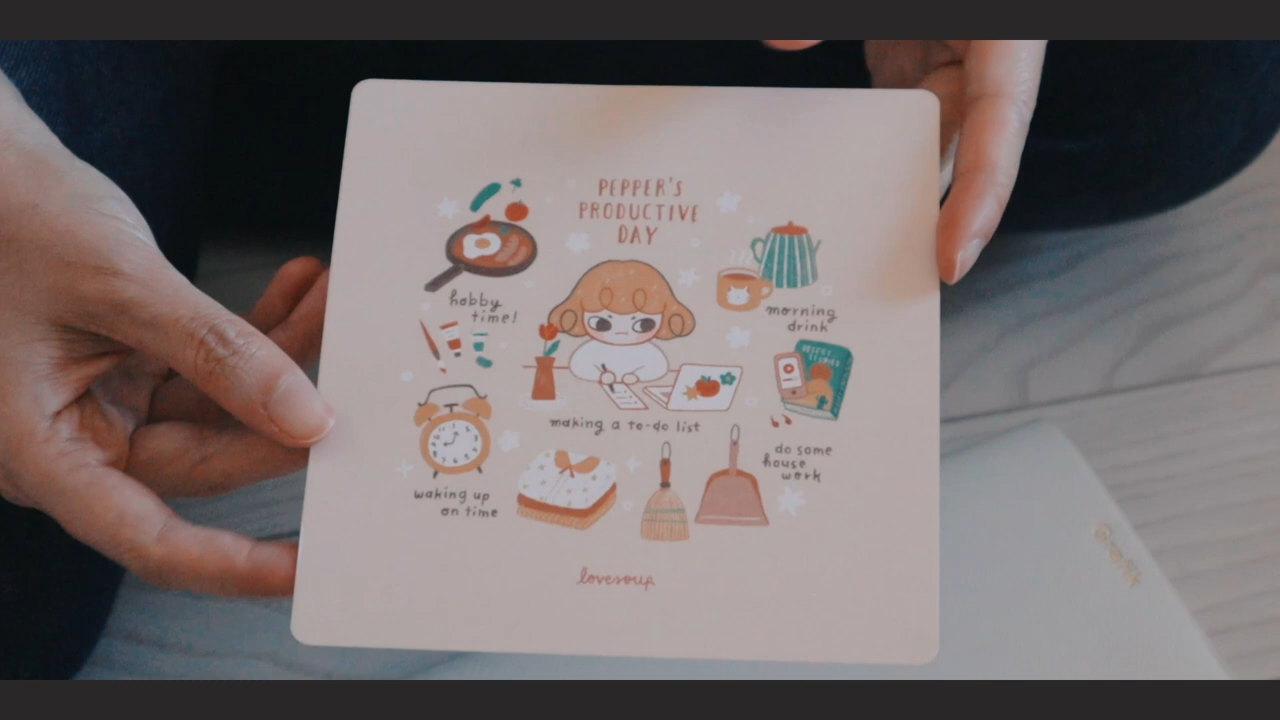 PEPPER'S
PRODUCTIVE
DAY
hobby
time!
morning
drink
making a to-do list
do some
house
work
waking up
on time
lovesoup